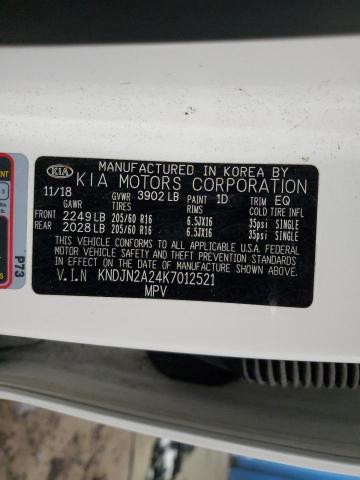 MANUFACTURED IN KOREA BY
KIA KIA MOTORS CORPORATION
11/18 GVWR 3902 LB PAINT 1D TRIM EQ
GAWR TIRES RIMS COLD TIRE INFL
FRONT 2249 LB 205/60 R16 6.5JX16 35psi SINGLE
REAR 2028 LB 205/60 R16 6.5JX16 35psi SINGLE
THIS VEHICLE CONFORMS TO ALL APPLICABLE
U.S. FEDERAL MOTOR VEHICLE
SAFETY AND THEFT PREVENTION STANDARDS IN EFFECT
ON THE DATE OF MANUFACTURE SHOWN ABOVE.
V.I.N KNDJN2A24K7012521
MPV
P73